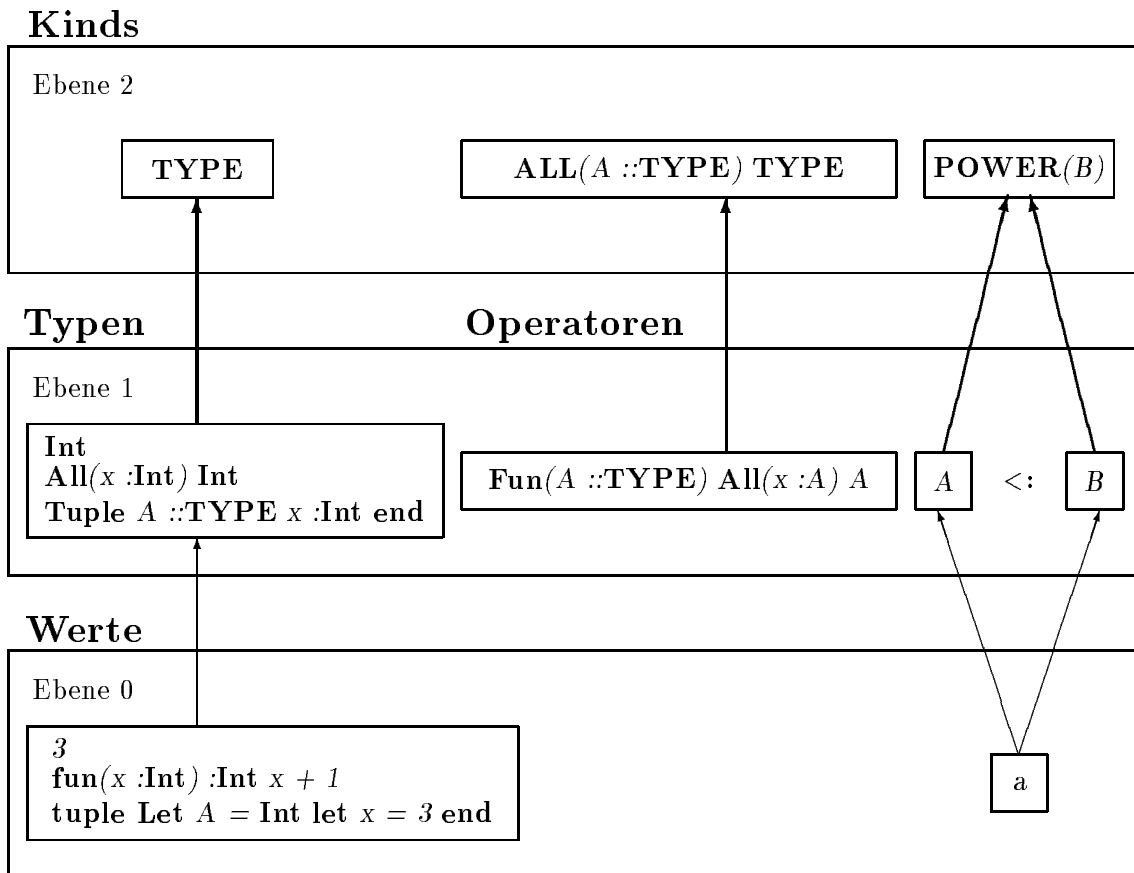 Kinds
Ebene 2
TYPE
ALL(A ::TYPE) TYPE
POWER(B)
Typen
Operatoren
Ebene 1
Int
All(x :Int) Int
Tuple A ::TYPE x :Int end
Fun(A ::TYPE) All(x :A) A
A <: B
Werte
Ebene 0
3
fun(x :Int) :Int x + 1
tuple Let A = Int let x = 3 end
a